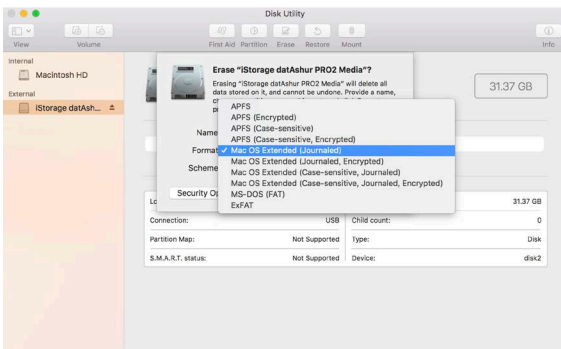 Disk Utility
View
Volume
First Aid
Partition
Erase
Restore
Mount
Info
Internal
Macintosh HD
External
iStorage datAsh...
Erase “iStorage datAshur PRO2 Media”?
Erasing “iStorage datAshur PRO2 Media” will delete all
data stored on it, and cannot be undone. Provide a name,
31.37 GB
Name
Format
Scheme
APFS
APFS (Encrypted)
APFS (Case-sensitive)
APFS (Case-sensitive, Encrypted)
✓ Mac OS Extended (Journaled)
Mac OS Extended (Journaled, Encrypted)
Mac OS Extended (Case-sensitive, Journaled)
Mac OS Extended (Case-sensitive, Journaled, Encrypted)
MS-DOS (FAT)
ExFAT
Security Op
Lo
31.37 GB
Connection: USB
Child count: 0
Partition Map: Not Supported
Type: Disk
S.M.A.R.T. status: Not Supported
Device: disk2